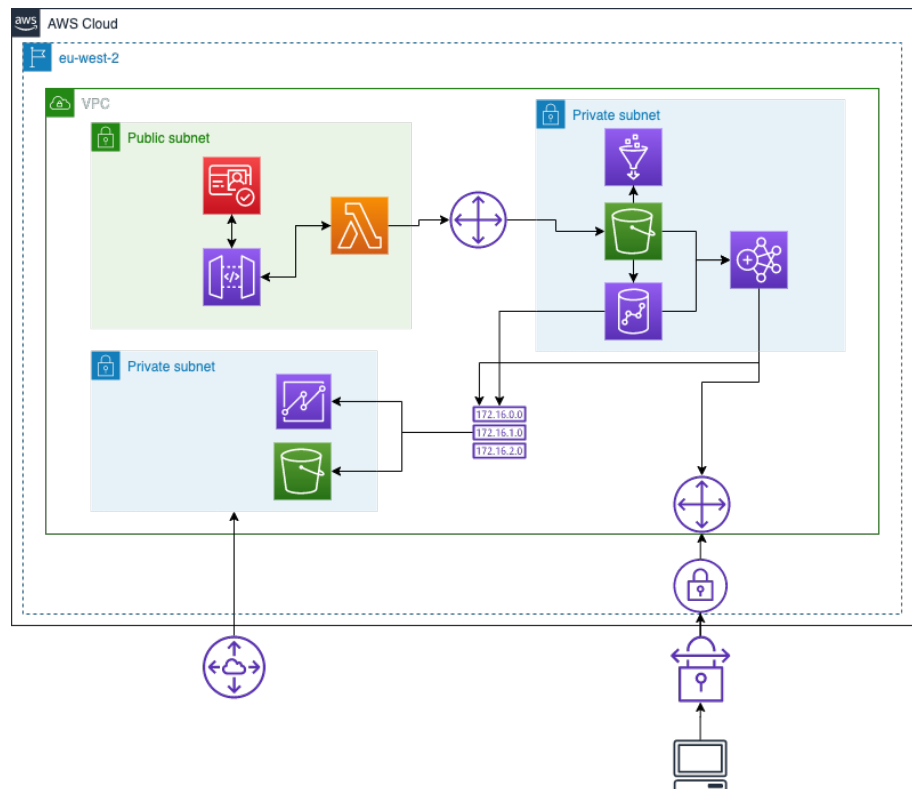 aws
AWS Cloud
eu-west-2
VPC
Public subnet
Private subnet
</>
Private subnet
172.16.0.0
172.16.1.0
172.16.2.0